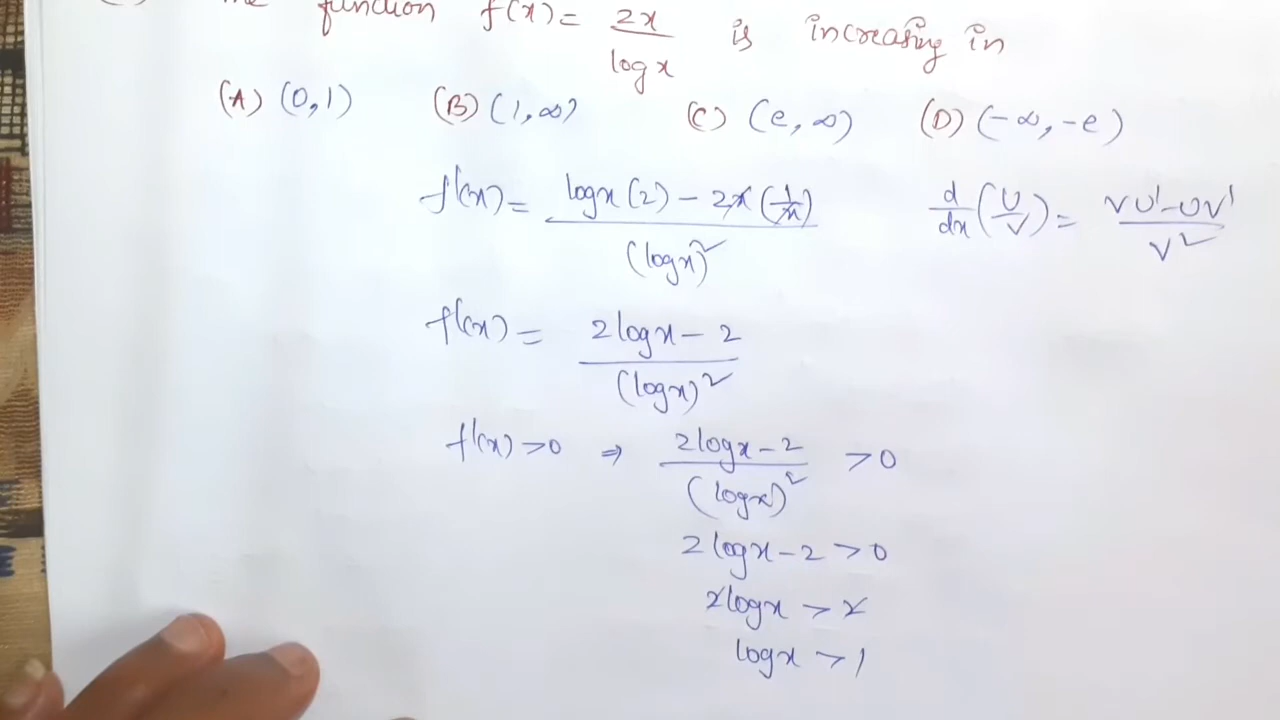 function f(x) = 2x / log x is increasing in
(A) (0,1) (B) (1,∞) (C) (e,∞) (D) (-∞,-e)
f'(x) = log x (2) - 2x (1/x) / (log x)² d/dx (U/V) = VU'-UV' / V²
f'(x) = 2 log x - 2 / (log x)²
f'(x) >0 ⇒ 2 log x - 2 / (log x)² >0
2 log x - 2 > 0
2 log x > 2
log x > 1